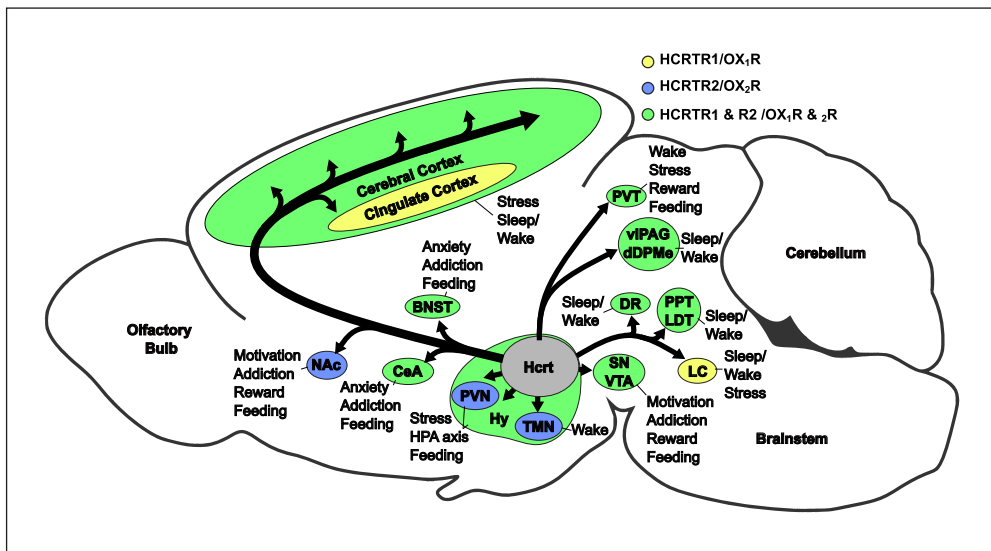 HCRTR1/OX1R
HCRTR2/OX2R
HCRTR1 & R2 /OX1R & 2R
Cerebral Cortex
Cingulate Cortex
Stress
Sleep/
Wake
Wake
Stress
Reward
Feeding
PVT
vlPAG
dDPMe
Sleep/
Wake
Cerebellum
Anxiety
Addiction
Feeding
BNST
Sleep/
Wake
DR
PPT
LDT
Sleep/
Wake
Olfactory
Bulb
NAc
Motivation
Addiction
Reward
Feeding
CeA
Anxiety
Addiction
Feeding
Hcrt
PVN
Hy
TMN
Wake
Stress
HPA axis
Feeding
SN
VTA
Motivation
Addiction
Reward
Feeding
LC
Sleep/
Wake
Stress
Brainstem